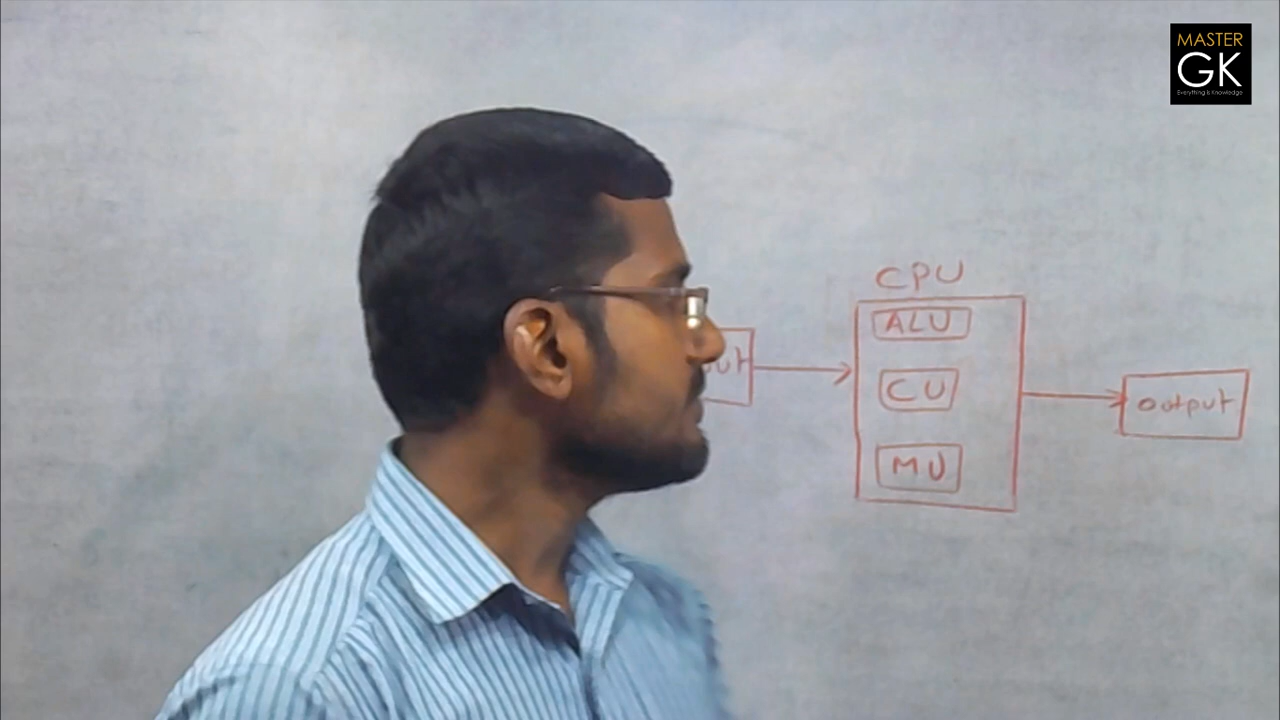 MASTER
GK
Everything is Knowledge
CPU
ALU
CU
MU
output